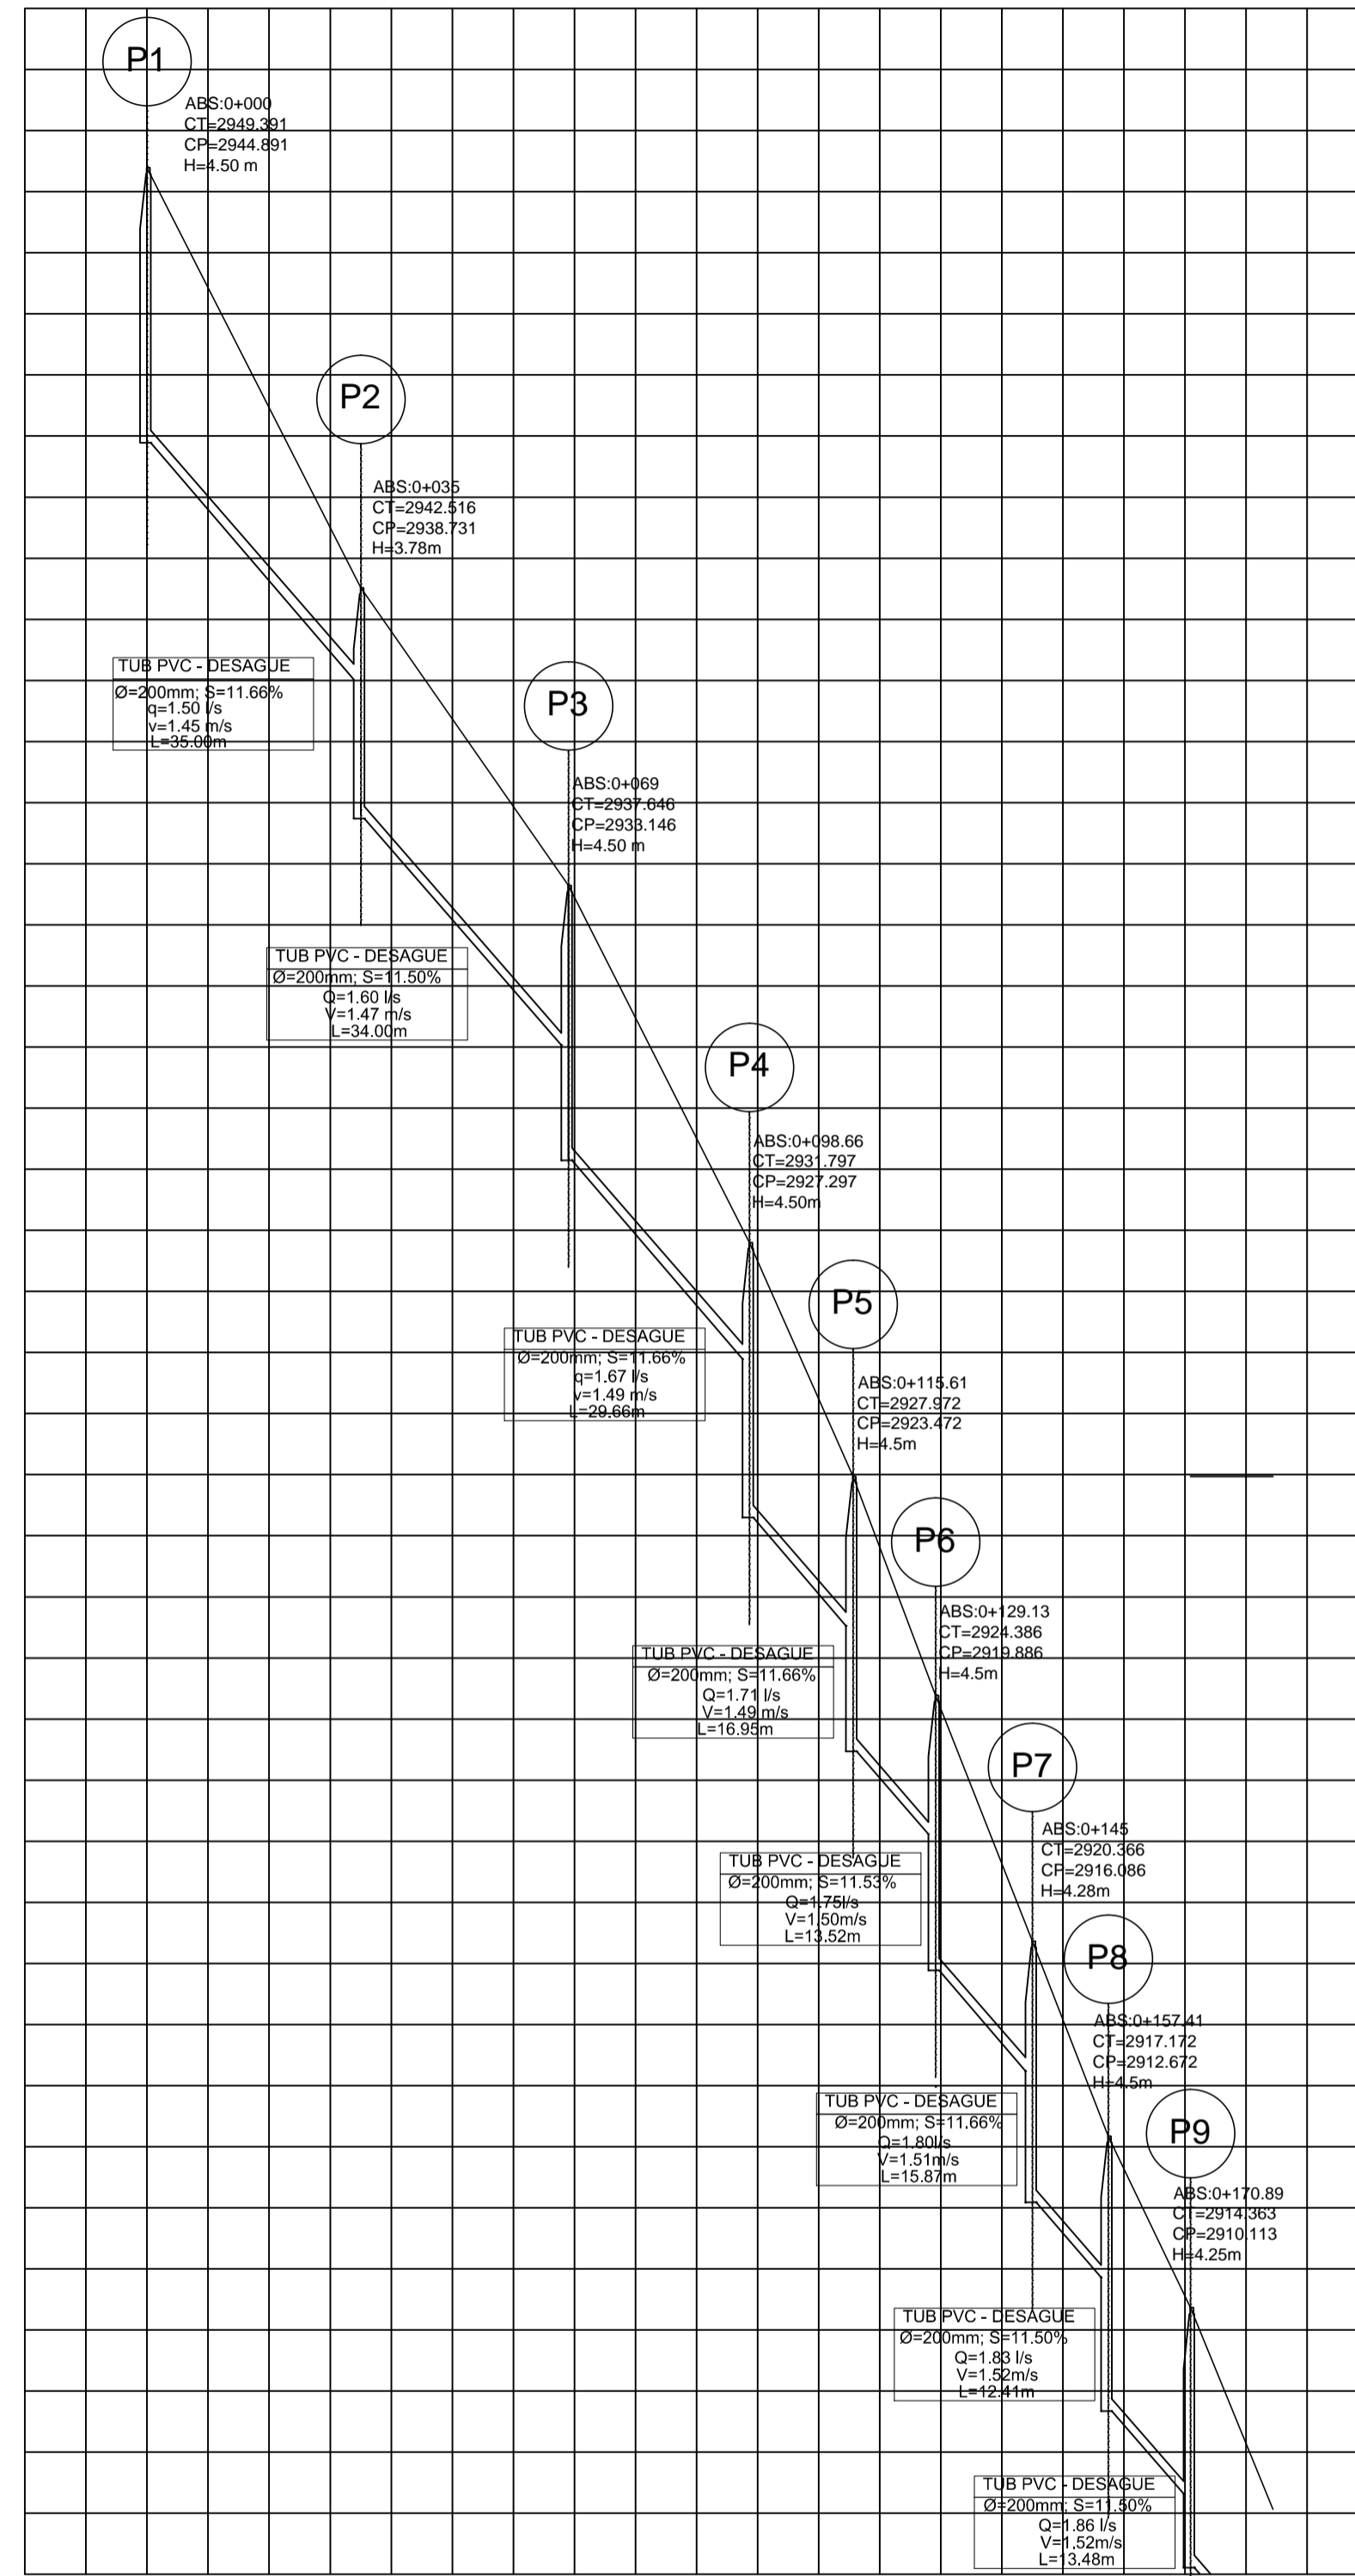 P1
ABS:0+000
CT=2949.391
CP=2944.891
H=4.50 m
P2
ABS:0+035
CT=2942.516
CP=2938.731
H=3.78m
TUB PVC - DESAGUE
Ø=200mm; S=11.66%
q=1.50 l/s
v=1.45 m/s
L=35.00m
P3
ABS:0+069
CT=2937.646
CP=2933.146
H=4.50 m
TUB PVC - DESAGUE
Ø=200mm; S=11.50%
Q=1.60 l/s
V=1.47 m/s
L=34.00m
P4
ABS:0+098.66
CT=2931.797
CP=2927.297
H=4.50m
TUB PVC - DESAGUE
Ø=200mm; S=11.66%
q=1.67 l/s
v=1.49 m/s
L=29.66m
P5
ABS:0+115.61
CT=2927.972
CP=2923.472
H=4.5m
P6
ABS:0+129.13
CT=2924.386
CP=2919.886
H=4.5m
TUB PVC - DESAGUE
Ø=200mm; S=11.66%
Q=1.71 l/s
V=1.49 m/s
L=16.95m
P7
ABS:0+145
CT=2920.366
CP=2916.086
H=4.28m
TUB PVC - DESAGUE
Ø=200mm; S=11.53%
Q=1.75l/s
V=1.50m/s
L=13.52m
P8
ABS:0+157.41
CT=2917.172
CP=2912.672
H=4.5m
TUB PVC - DESAGUE
Ø=200mm; S=11.66%
Q=1.80l/s
V=1.51m/s
L=15.87m
P9
ABS:0+170.89
CT=2914.363
CP=2910.113
H=4.25m
TUB PVC - DESAGUE
Ø=200mm; S=11.50%
Q=1.83 l/s
V=1.52m/s
L=12.41m
TUB PVC - DESAGUE
Ø=200mm; S=11.50%
Q=1.86 l/s
V=1.52m/s
L=13.48m